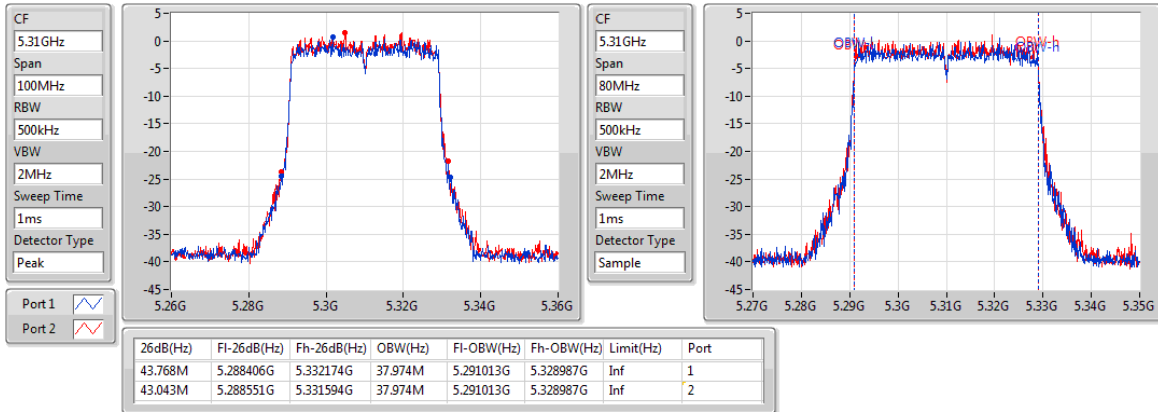 CF
5.31GHz
Span
100MHz
RBW
500kHz
VBW
2MHz
Sweep Time
1ms
Detector Type
Peak
Port 1
Port 2
5
0
-5
-10
-15
-20
-25
-30
-35
-40
-45
5.26G 5.28G 5.3G 5.32G 5.34G 5.36G
CF
5.31GHz
Span
80MHz
RBW
500kHz
VBW
2MHz
Sweep Time
1ms
Detector Type
Sample
5
0
-5
-10
-15
-20
-25
-30
-35
-40
-45
OBW-h
5.27G 5.28G 5.29G 5.3G 5.31G 5.32G 5.33G 5.34G 5.35G
26dB(Hz) Fl-26dB(Hz) Fh-26dB(Hz) OBW(Hz) Fl-OBW(Hz) Fh-OBW(Hz) Limit(Hz) Port
43.768M 5.288406G 5.332174G 37.974M 5.291013G 5.328987G Inf 1
43.043M 5.288551G 5.331594G 37.974M 5.291013G 5.328987G Inf 2